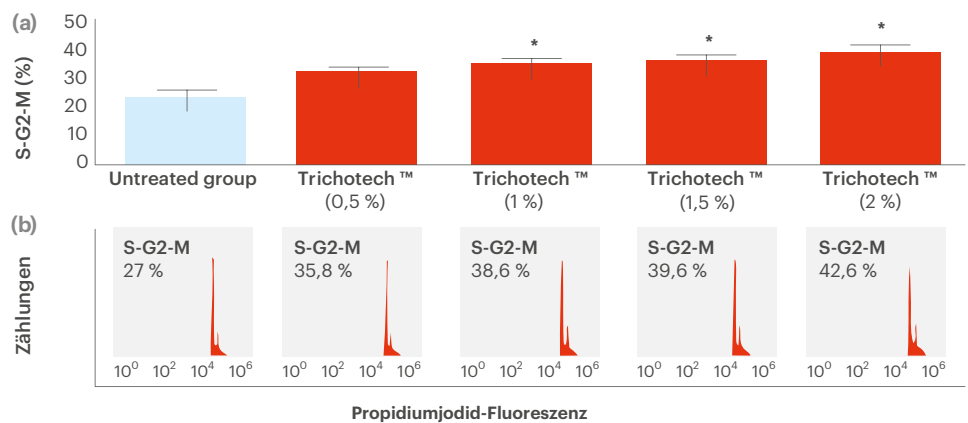 (a)
S-G2-M (%)
50
40
30
20
10
0
* * *
Untreated group Trichotech ™ Trichotech ™ Trichotech ™ Trichotech ™
(0,5 %) (1 %) (1,5 %) (2 %)
(b)
Zählungen
S-G2-M S-G2-M S-G2-M S-G2-M S-G2-M
27 % 35,8 % 38,6 % 39,6 % 42,6 %
10⁰ 10² 10⁴ 10⁶ 10⁰ 10² 10⁴ 10⁶ 10⁰ 10² 10⁴ 10⁶ 10⁰ 10² 10⁴ 10⁶ 10⁰ 10² 10⁴ 10⁶
Propidiumjodid-Fluoreszenz